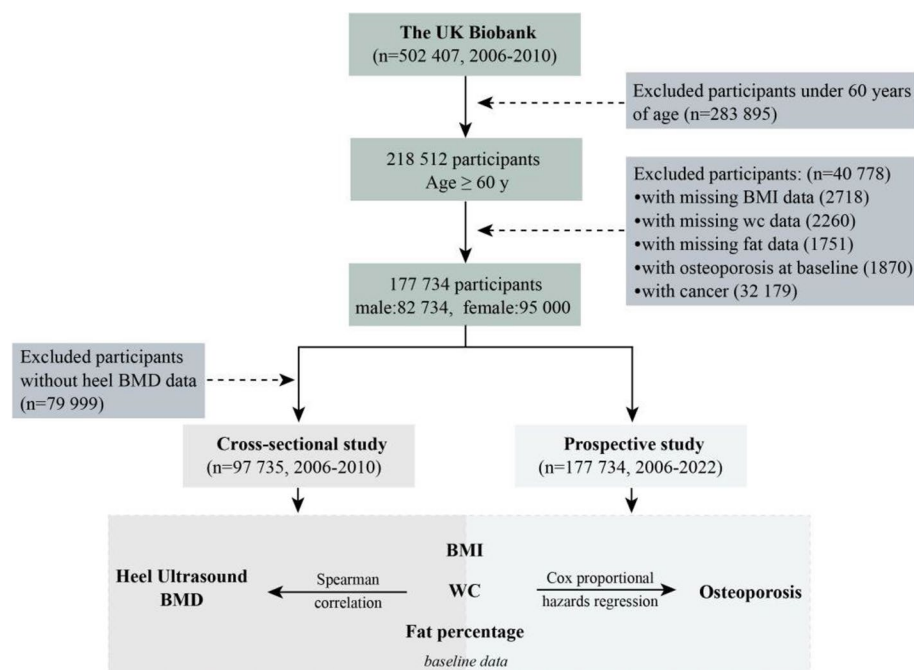 The UK Biobank
(n=502 407, 2006-2010)
Excluded participants under 60 years
of age (n=283 895)
218 512 participants
Age ≥ 60 y
Excluded participants: (n=40 778)
•with missing BMI data (2718)
•with missing wc data (2260)
•with missing fat data (1751)
•with osteoporosis at baseline (1870)
•with cancer (32 179)
177 734 participants
male:82 734, female:95 000
Excluded participants
without heel BMD data
(n=79 999)
Cross-sectional study
(n=97 735, 2006-2010)
Prospective study
(n=177 734, 2006-2022)
Heel Ultrasound
BMD
Spearman
correlation
BMI
WC
Fat percentage
baseline data
Cox proportional
hazards regression
Osteoporosis